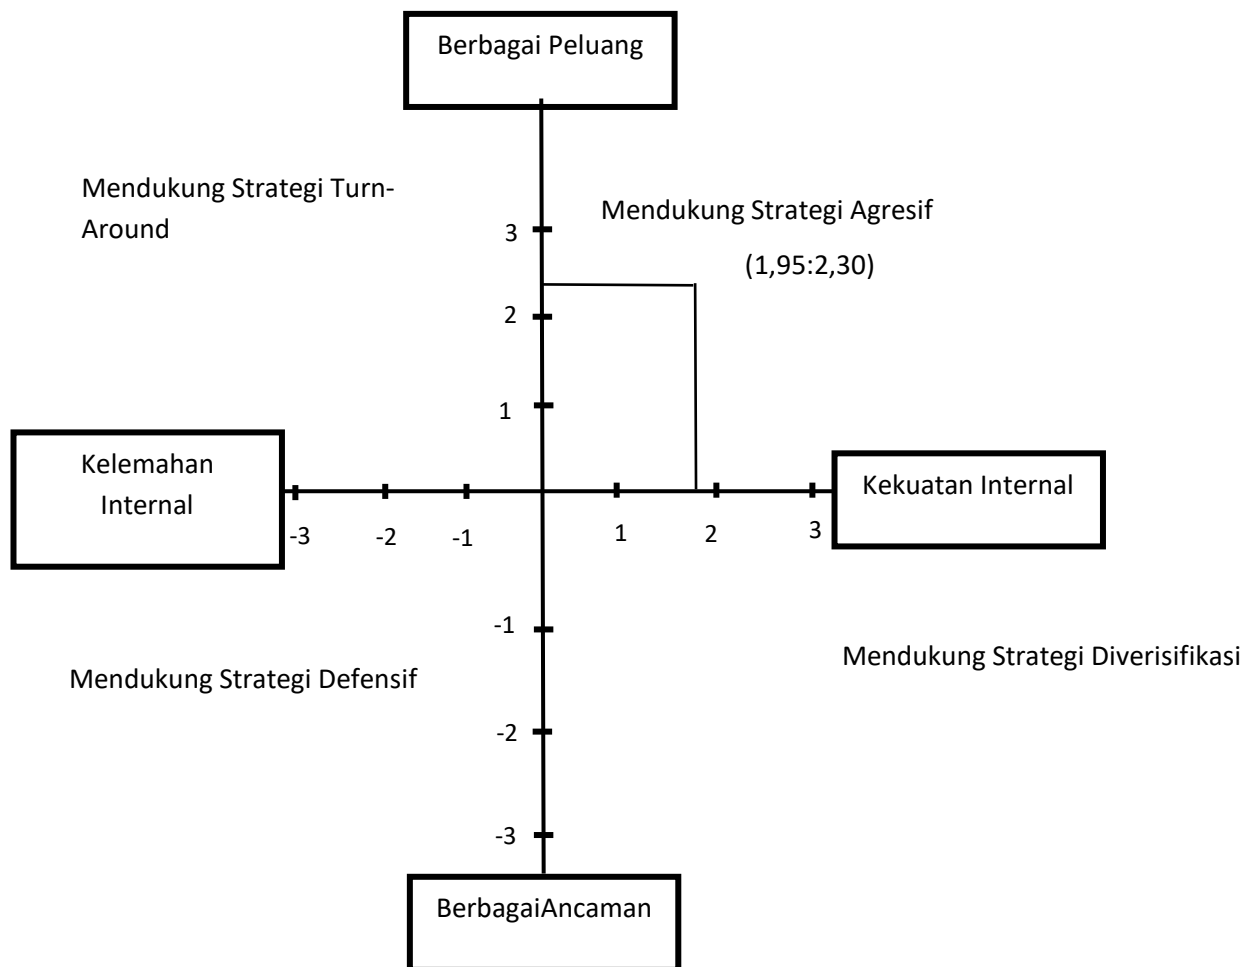 Berbagai Peluang
Mendukung Strategi Turn-
Around
Mendukung Strategi Agresif
(1,95:2,30)
3
2
1
Kelemahan
Internal
Kekuatan Internal
-3
-2
-1
1
2
3
-1
Mendukung Strategi Defensif
Mendukung Strategi Diverisifikasi
-2
-3
BerbagaiAncaman